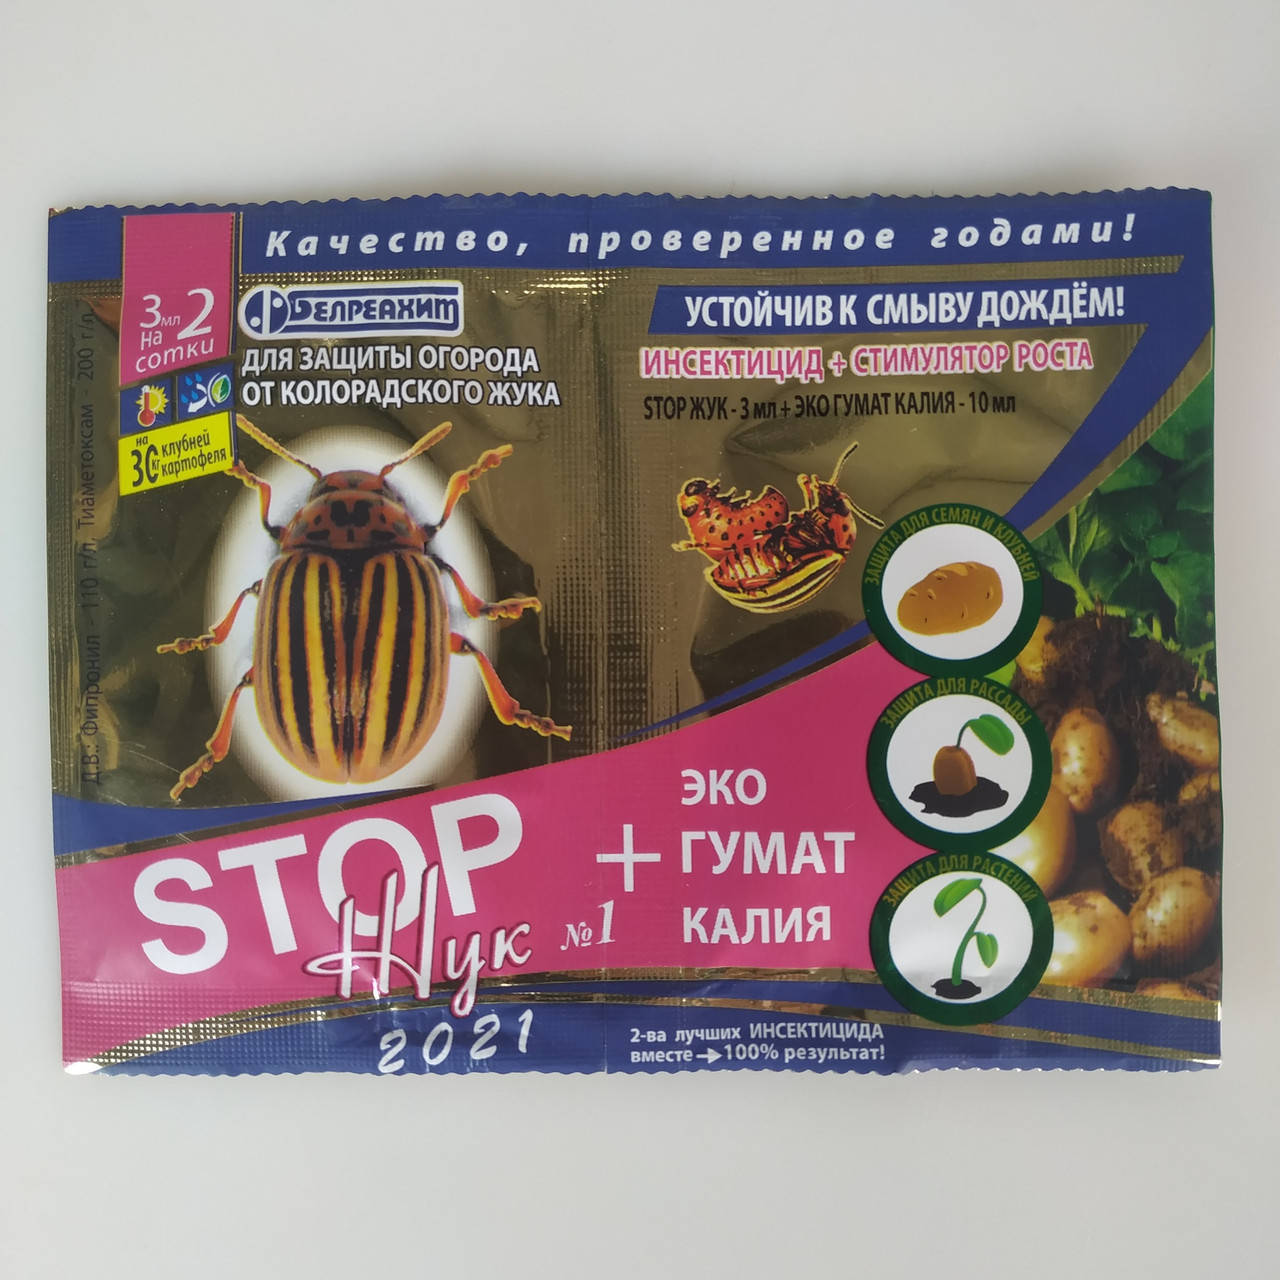 Качество, проверенное годами!
3 мл
на 2
сотки
БЕЛРЕАХИМ
ДЛЯ ЗАЩИТЫ ОГОРОДА
ОТ КОЛОРАДСКОГО ЖУКА
на 30 кг клубней
картофеля
Д.В.: Фипронил - 110 г/л, Тиаметоксам - 200 г/л
УСТОЙЧИВ К СМЫВУ ДОЖДЁМ!
ИНСЕКТИЦИД + СТИМУЛЯТОР РОСТА
STOP ЖУК - 3 мл + ЭКО ГУМАТ КАЛИЯ - 10 мл
ЗАЩИТА ДЛЯ СЕМЯН И КЛУБНЕЙ
ЗАЩИТА ДЛЯ РАССАДЫ
ЗАЩИТА ДЛЯ РАСТЕНИЙ
STOP
Жук №1
2021
+
ЭКО
ГУМАТ
КАЛИЯ
2-ва лучших ИНСЕКТИЦИДА
вместе → 100% результат!